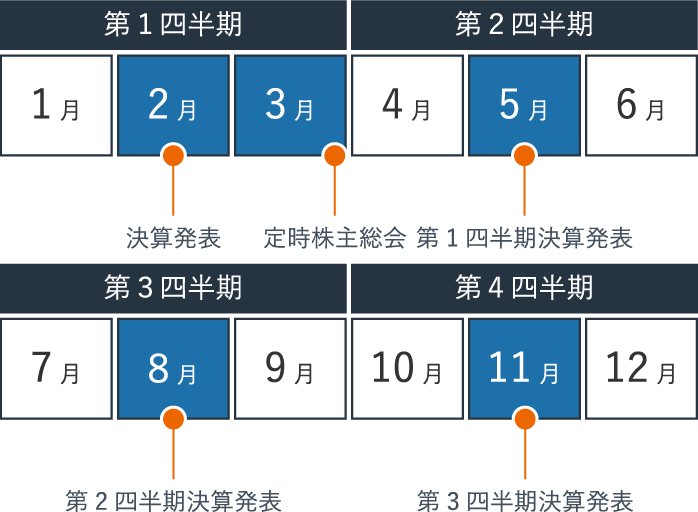 第1四半期 第2四半期
1月 2月 3月 4月 5月 6月
決算発表 定時株主総会 第1四半期決算発表
第3四半期 第4四半期
7月 8月 9月 10月 11月 12月
第2四半期決算発表 第3四半期決算発表